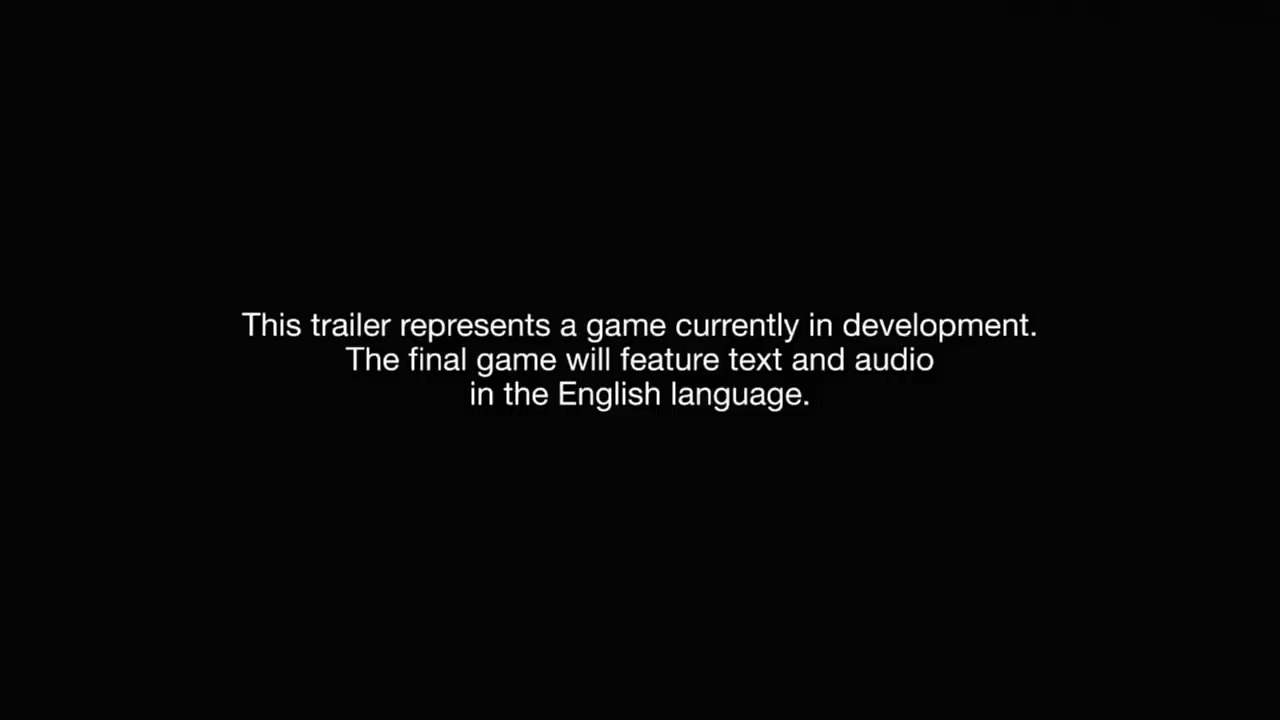 This trailer represents a game currently in development.
The final game will feature text and audio
in the English language.